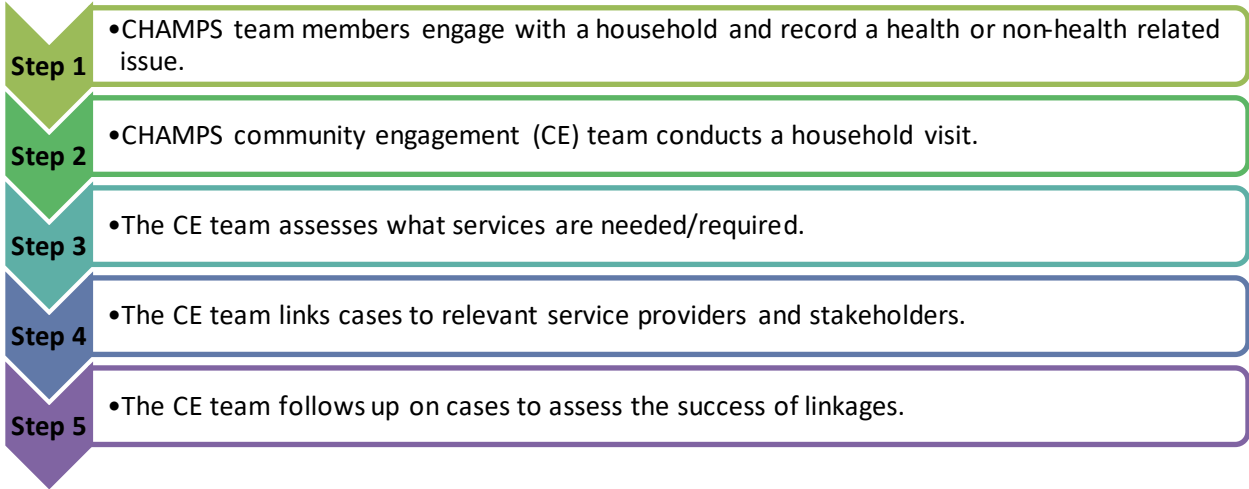 Step 1
•CHAMPS team members engage with a household and record a health or non-health related
issue.
Step 2
•CHAMPS community engagement (CE) team conducts a household visit.
Step 3
•The CE team assesses what services are needed/required.
Step 4
•The CE team links cases to relevant service providers and stakeholders.
Step 5
•The CE team follows up on cases to assess the success of linkages.